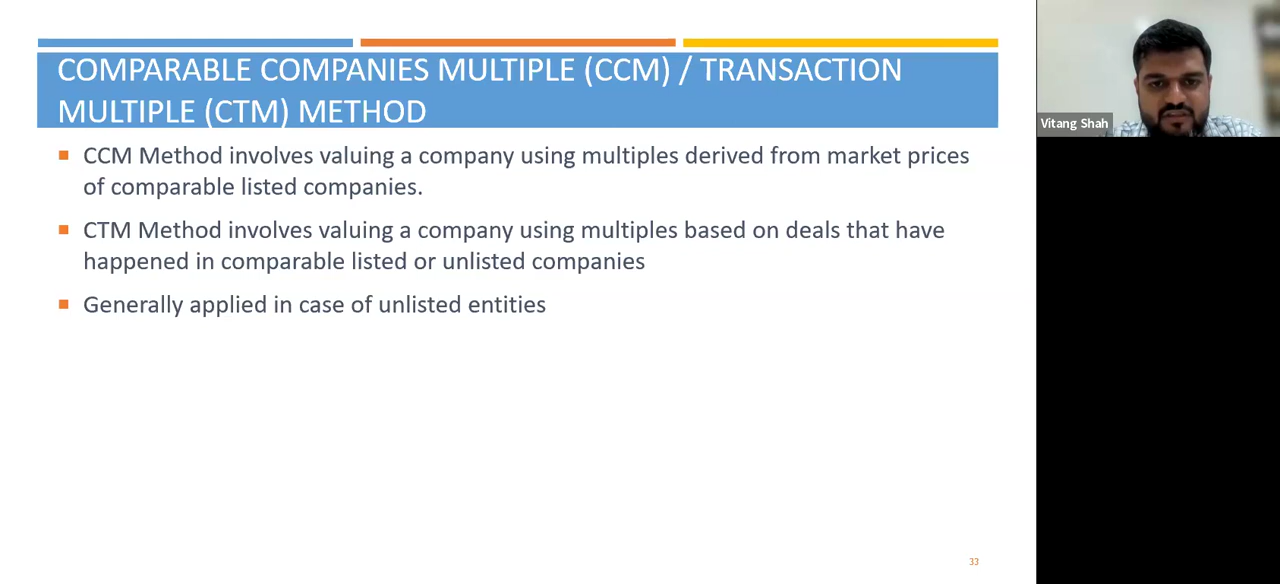 COMPARABLE COMPANIES MULTIPLE (CCM) / TRANSACTION
MULTIPLE (CTM) METHOD
CCM Method involves valuing a company using multiples derived from market prices
of comparable listed companies.
CTM Method involves valuing a company using multiples based on deals that have
happened in comparable listed or unlisted companies
Generally applied in case of unlisted entities
33
Vitang Shah